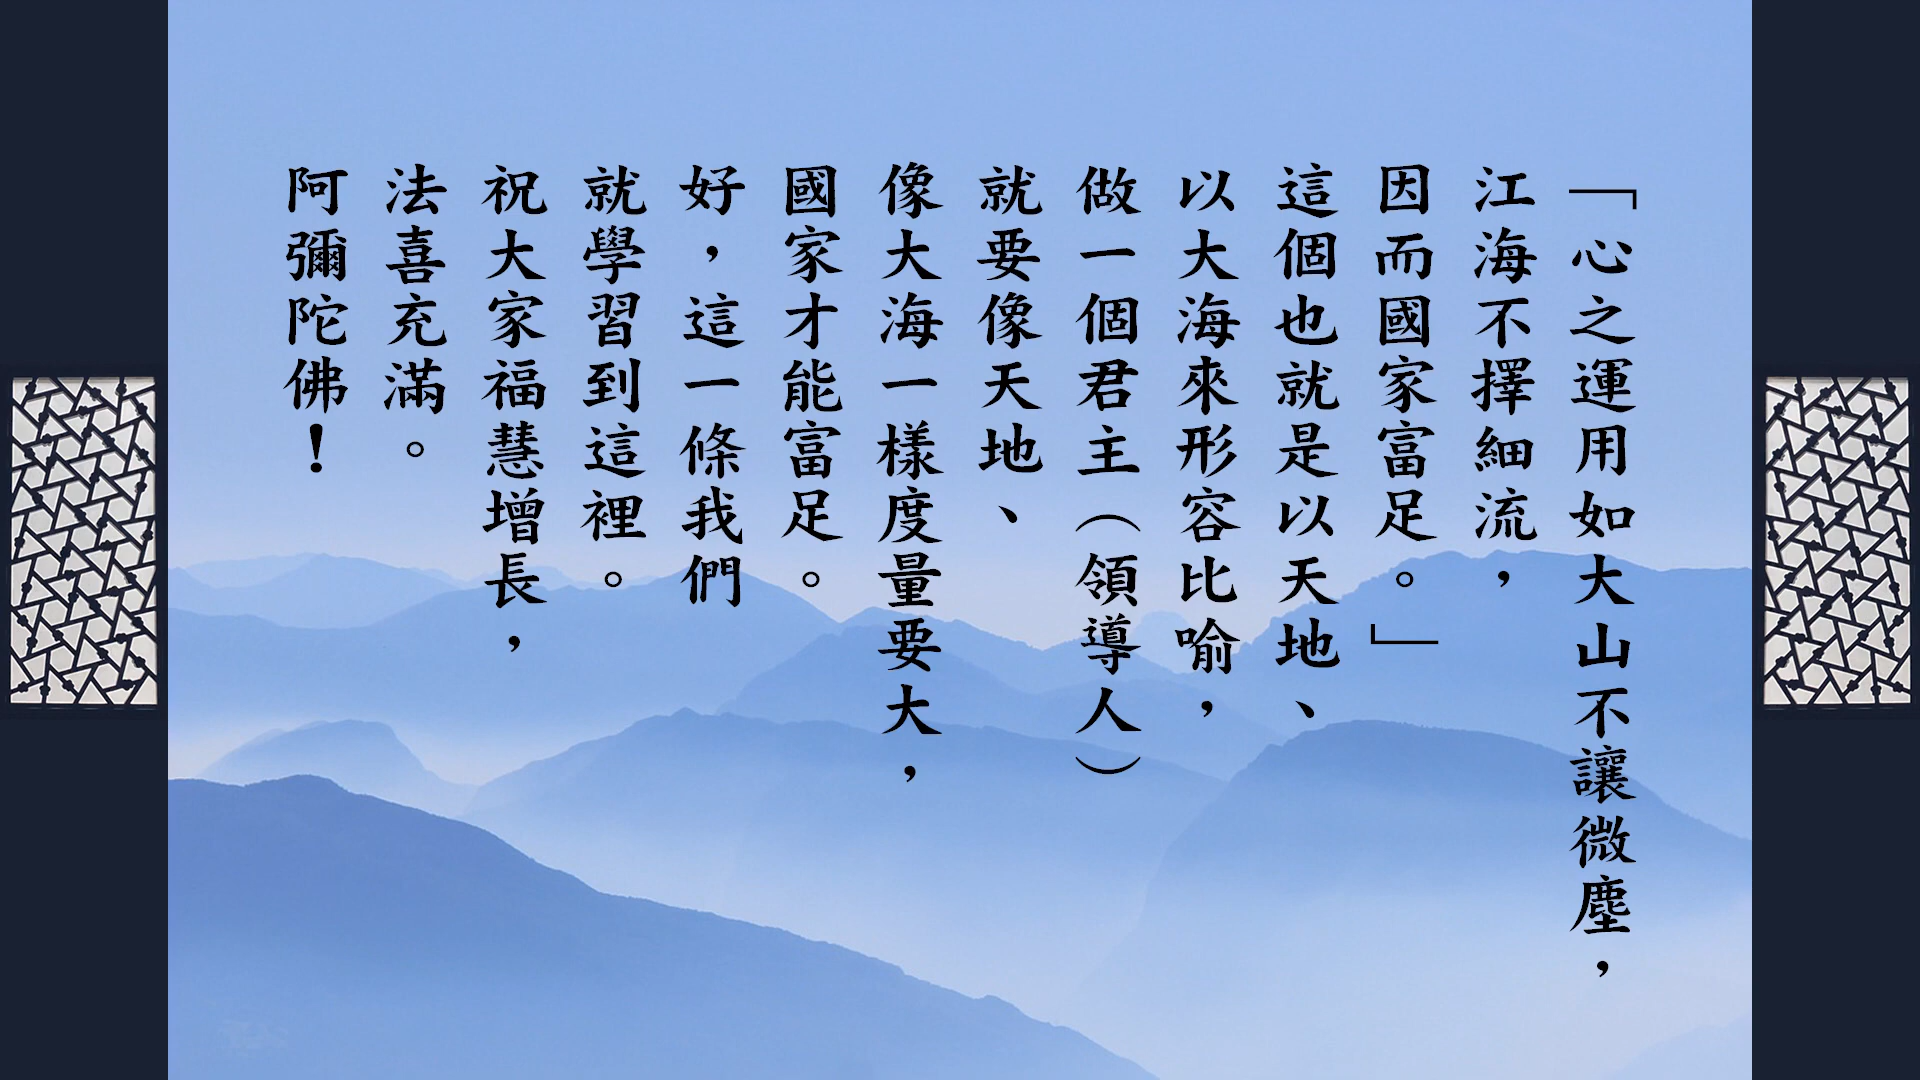 「心之運用如大山不讓微塵，
江海不擇細流，
因而國家富足。」
這個也就是以天地、
以大海來形容比喻，
做一個君主（領導人）
就要像天地、
像大海一樣度量要大，
國家才能富足。
好，這一條我們
就學習到這裡。
祝大家福慧增長，
法喜充滿。
阿彌陀佛！